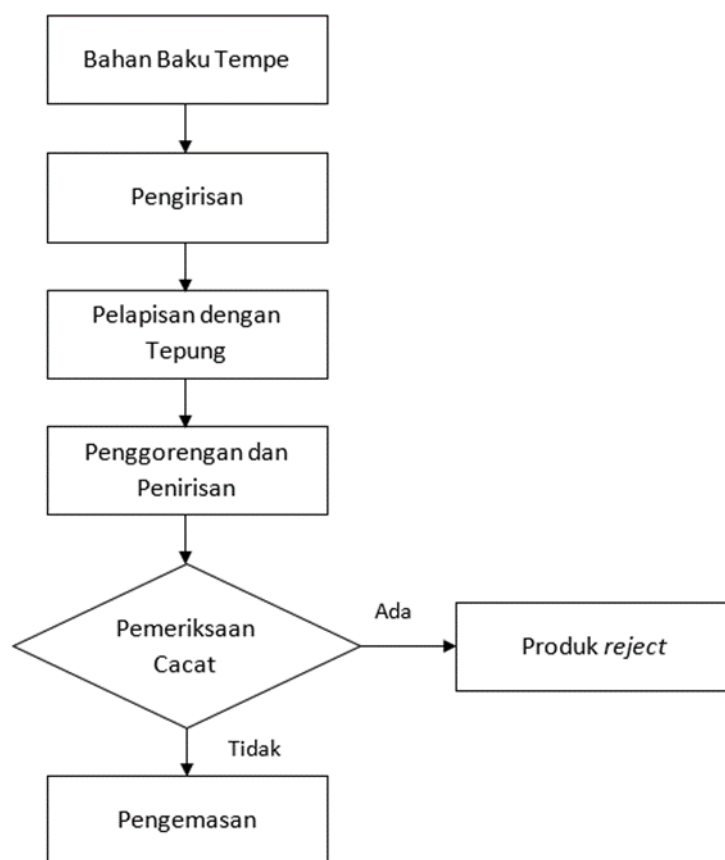 Bahan Baku Tempe
Pengirisan
Pelapisan dengan
Tepung
Penggorengan dan
Penirisan
Pemeriksaan
Cacat
Ada
Produk reject
Tidak
Pengemasan